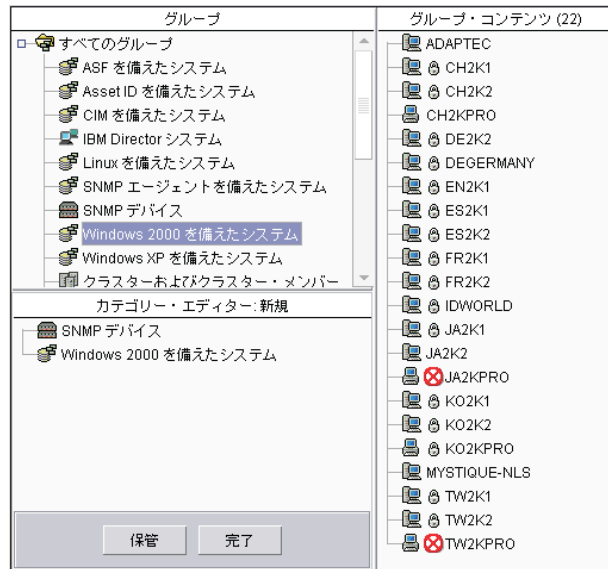 グループ
すべてのグループ
ASF を備えたシステム
Asset ID を備えたシステム
CIM を備えたシステム
IBM Director システム
Linux を備えたシステム
SNMP エージェントを備えたシステム
SNMP デバイス
Windows 2000 を備えたシステム
Windows XP を備えたシステム
クラスターおよびクラスター・メンバー
カテゴリー・エディター: 新規
SNMP デバイス
Windows 2000 を備えたシステム
保管
完了
グループ・コンテンツ (22)
ADAPTEC
CH2K1
CH2K2
CH2KPRO
DE2K2
DEGERMANY
EN2K1
ES2K1
ES2K2
FR2K1
FR2K2
IDWORLD
JA2K1
JA2K2
JA2KPRO
KO2K1
KO2K2
KO2KPRO
MYSTIQUE-NLS
TW2K1
TW2K2
TW2KPRO